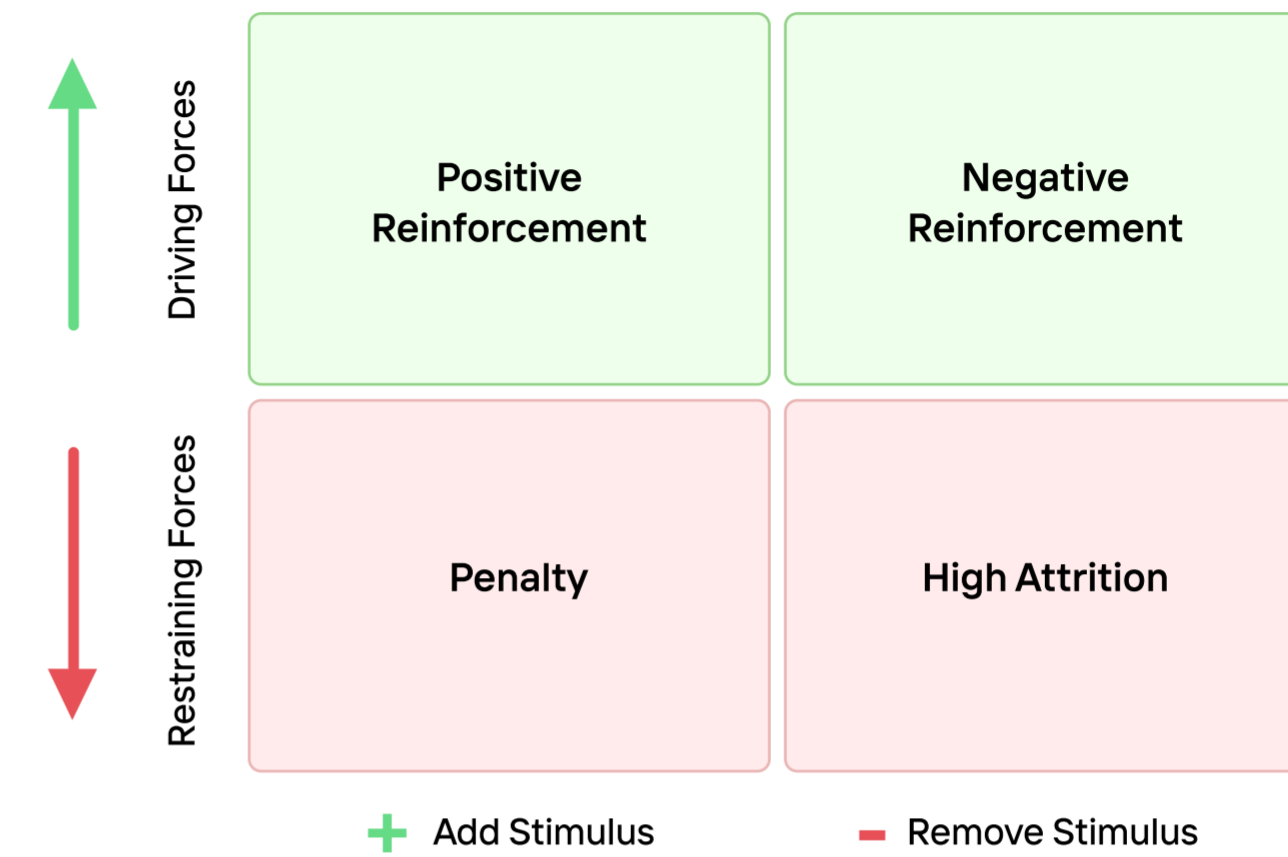 Driving Forces
Positive
Reinforcement
Negative
Reinforcement
Restraining Forces
Penalty
High Attrition
+ Add Stimulus
- Remove Stimulus